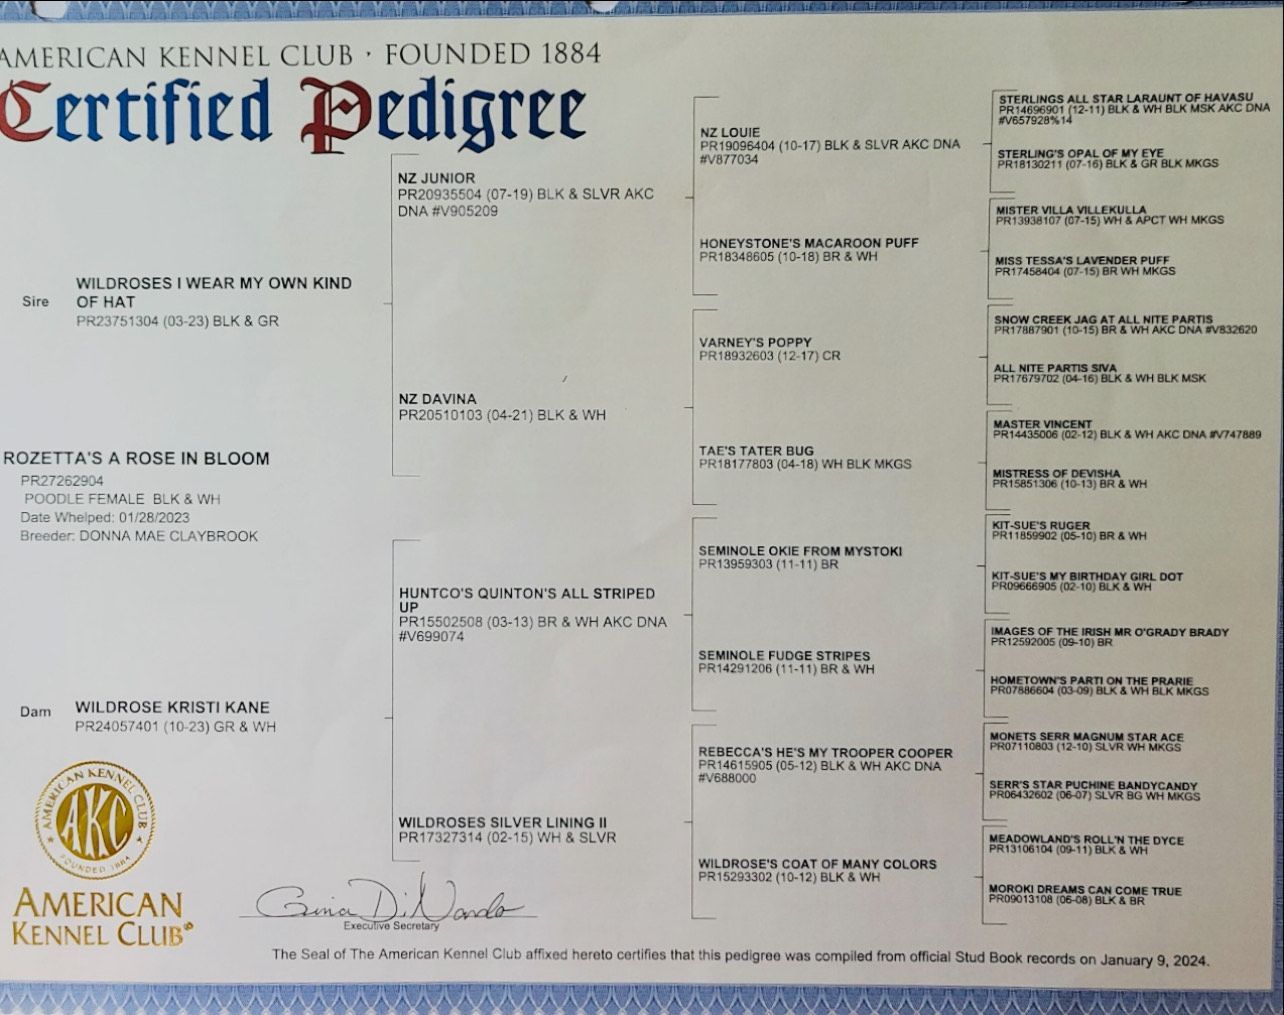 AMERICAN KENNEL CLUB · FOUNDED 1884
Certified Pedigree
Sire
WILDROSES I WEAR MY OWN KIND
OF HAT
PR23751304 (03-23) BLK & GR
ROZETTA'S A ROSE IN BLOOM
PR27262904
POODLE FEMALE BLK & WH
Date Whelped: 01/28/2023
Breeder: DONNA MAE CLAYBROOK
Dam
WILDROSE KRISTI KANE
PR24057401 (10-23) GR & WH
NZ JUNIOR
PR20935504 (07-19) BLK & SLVR AKC
DNA #V905209
NZ DAVINA
PR20510103 (04-21) BLK & WH
HUNTCO'S QUINTON'S ALL STRIPED
UP
PR15502508 (03-13) BR & WH AKC DNA
#V699074
WILDROSES SILVER LINING II
PR17327314 (02-15) WH & SLVR
NZ LOUIE
PR19096404 (10-17) BLK & SLVR AKC DNA
#V877034
HONEYSTONE'S MACAROON PUFF
PR18348605 (10-18) BR & WH
VARNEY'S POPPY
PR18932603 (12-17) CR
TAE'S TATER BUG
PR18177803 (04-18) WH BLK MKGS
SEMINOLE OKIE FROM MYSTOKI
PR13959303 (11-11) BR
SEMINOLE FUDGE STRIPES
PR14291206 (11-11) BR & WH
REBECCA'S HE'S MY TROOPER COOPER
PR14615905 (05-12) BLK & WH AKC DNA
#V688000
WILDROSE'S COAT OF MANY COLORS
PR15293302 (10-12) BLK & WH
STERLINGS ALL STAR LARAUNT OF HAVASU
PR14696901 (12-11) BLK & WH BLK MSK AKC DNA
#V657928%14
STERLING'S OPAL OF MY EYE
PR18130211 (07-16) BLK & GR BLK MKGS
MISTER VILLA VILLEKULLA
PR13938107 (07-15) WH & APCT WH MKGS
MISS TESSA'S LAVENDER PUFF
PR17458404 (07-15) BR WH MKGS
SNOW CREEK JAG AT ALL NITE PARTIS
PR17887901 (10-15) BR & WH AKC DNA #V832620
ALL NITE PARTIS SIVA
PR17679702 (04-16) BLK & WH BLK MSK
MASTER VINCENT
PR14435006 (02-12) BLK & WH AKC DNA #V747889
MISTRESS OF DEVISHA
PR15851306 (10-13) BR & WH
KIT-SUE'S RUGER
PR11859902 (05-10) BR & WH
KIT-SUE'S MY BIRTHDAY GIRL DOT
PR09666905 (02-10) BLK & WH
IMAGES OF THE IRISH MR O'GRADY BRADY
PR12592005 (09-10) BR
HOMETOWN'S PARTI ON THE PRARIE
PR07886604 (03-09) BLK & WH BLK MKGS
MONETS SERR MAGNUM STAR ACE
PR07110803 (12-10) SLVR WH MKGS
SERR'S STAR PUCHINE BANDYCANDY
PR06432602 (06-07) SLVR BG WH MKGS
MEADOWLAND'S ROLL'N THE DYCE
PR13106104 (09-11) BLK & WH
MOROKI DREAMS CAN COME TRUE
PR09013108 (06-08) BLK & BR
AMERICAN KENNEL CLUB
AKC
FOUNDED 1884
AMERICAN
KENNEL CLUB®
Gina DiNardo
Executive Secretary
The Seal of The American Kennel Club affixed hereto certifies that this pedigree was compiled from official Stud Book records on January 9, 2024.